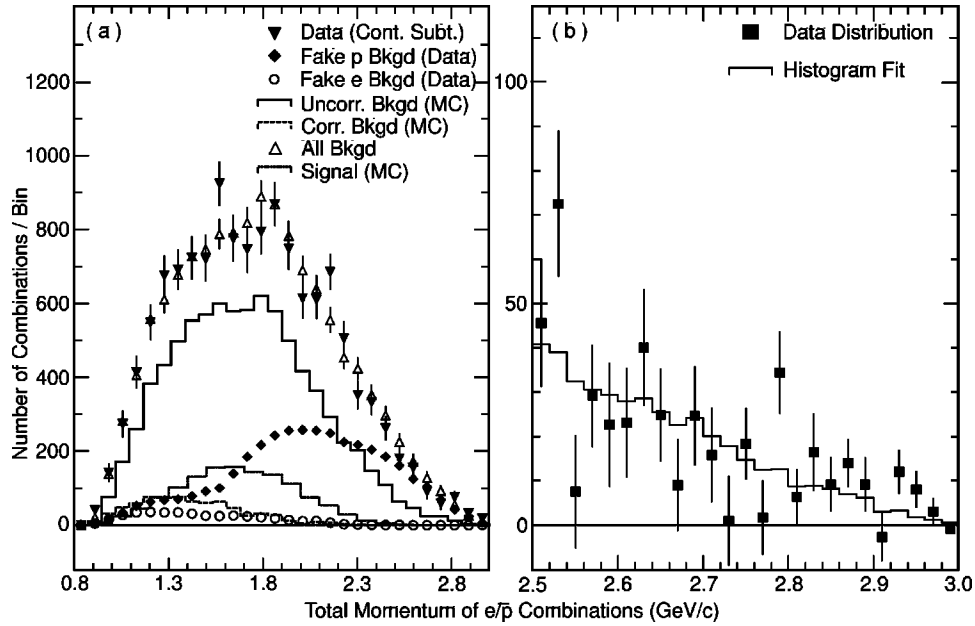 ( a )
Data (Cont. Subt.)
Fake p Bkgd (Data)
Fake e Bkgd (Data)
Uncorr. Bkgd (MC)
Corr. Bkgd (MC)
All Bkgd
Signal (MC)
1200
1000
800
600
400
200
0
Number of Combinations / Bin
0.8
1.3
1.8
2.3
2.8
( b )
Data Distribution
Histogram Fit
100
50
0
2.5
2.6
2.7
2.8
2.9
3.0
Total Momentum of e/p̅ Combinations (GeV/c)